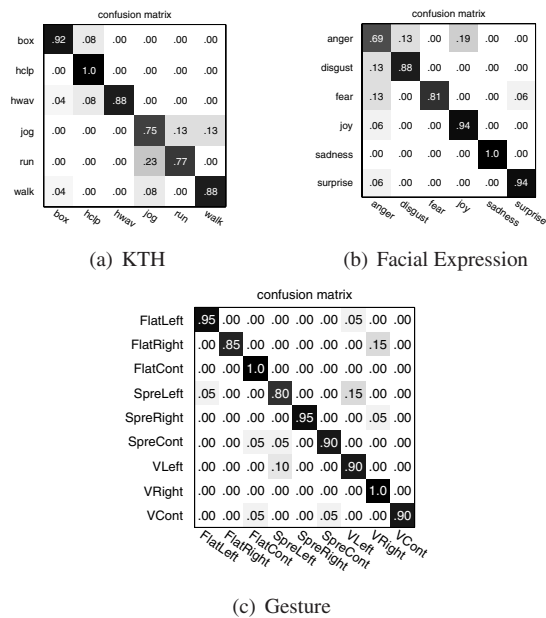 confusion matrix
box .92 .08 .00 .00 .00 .00
hclp .00 1.0 .00 .00 .00 .00
hwav .04 .08 .88 .00 .00 .00
jog .00 .00 .00 .75 .13 .13
run .00 .00 .00 .23 .77 .00
walk .04 .00 .00 .08 .00 .88
box hclp hwav jog run walk
(a) KTH
confusion matrix
anger .69 .13 .00 .19 .00 .00
disgust .13 .88 .00 .00 .00 .00
fear .13 .00 .81 .00 .00 .06
joy .06 .00 .00 .94 .00 .00
sadness .00 .00 .00 .00 1.0 .00
surprise .06 .00 .00 .00 .00 .94
anger disgust fear joy sadness surprise
(b) Facial Expression
confusion matrix
FlatLeft .95 .00 .00 .00 .00 .00 .05 .00 .00
FlatRight .00 .85 .00 .00 .00 .00 .00 .15 .00
FlatCont .00 .00 1.0 .00 .00 .00 .00 .00 .00
SpreLeft .05 .00 .00 .80 .00 .00 .15 .00 .00
SpreRight .00 .00 .00 .00 .95 .00 .00 .05 .00
SpreCont .00 .00 .05 .05 .00 .90 .00 .00 .00
VLeft .00 .00 .00 .10 .00 .00 .90 .00 .00
VRight .00 .00 .00 .00 .00 .00 .00 1.0 .00
VCont .00 .00 .05 .00 .00 .05 .00 .00 .90
FlatLeft FlatRight FlatCont SpreLeft SpreRight SpreCont VLeft VRight VCont
(c) Gesture